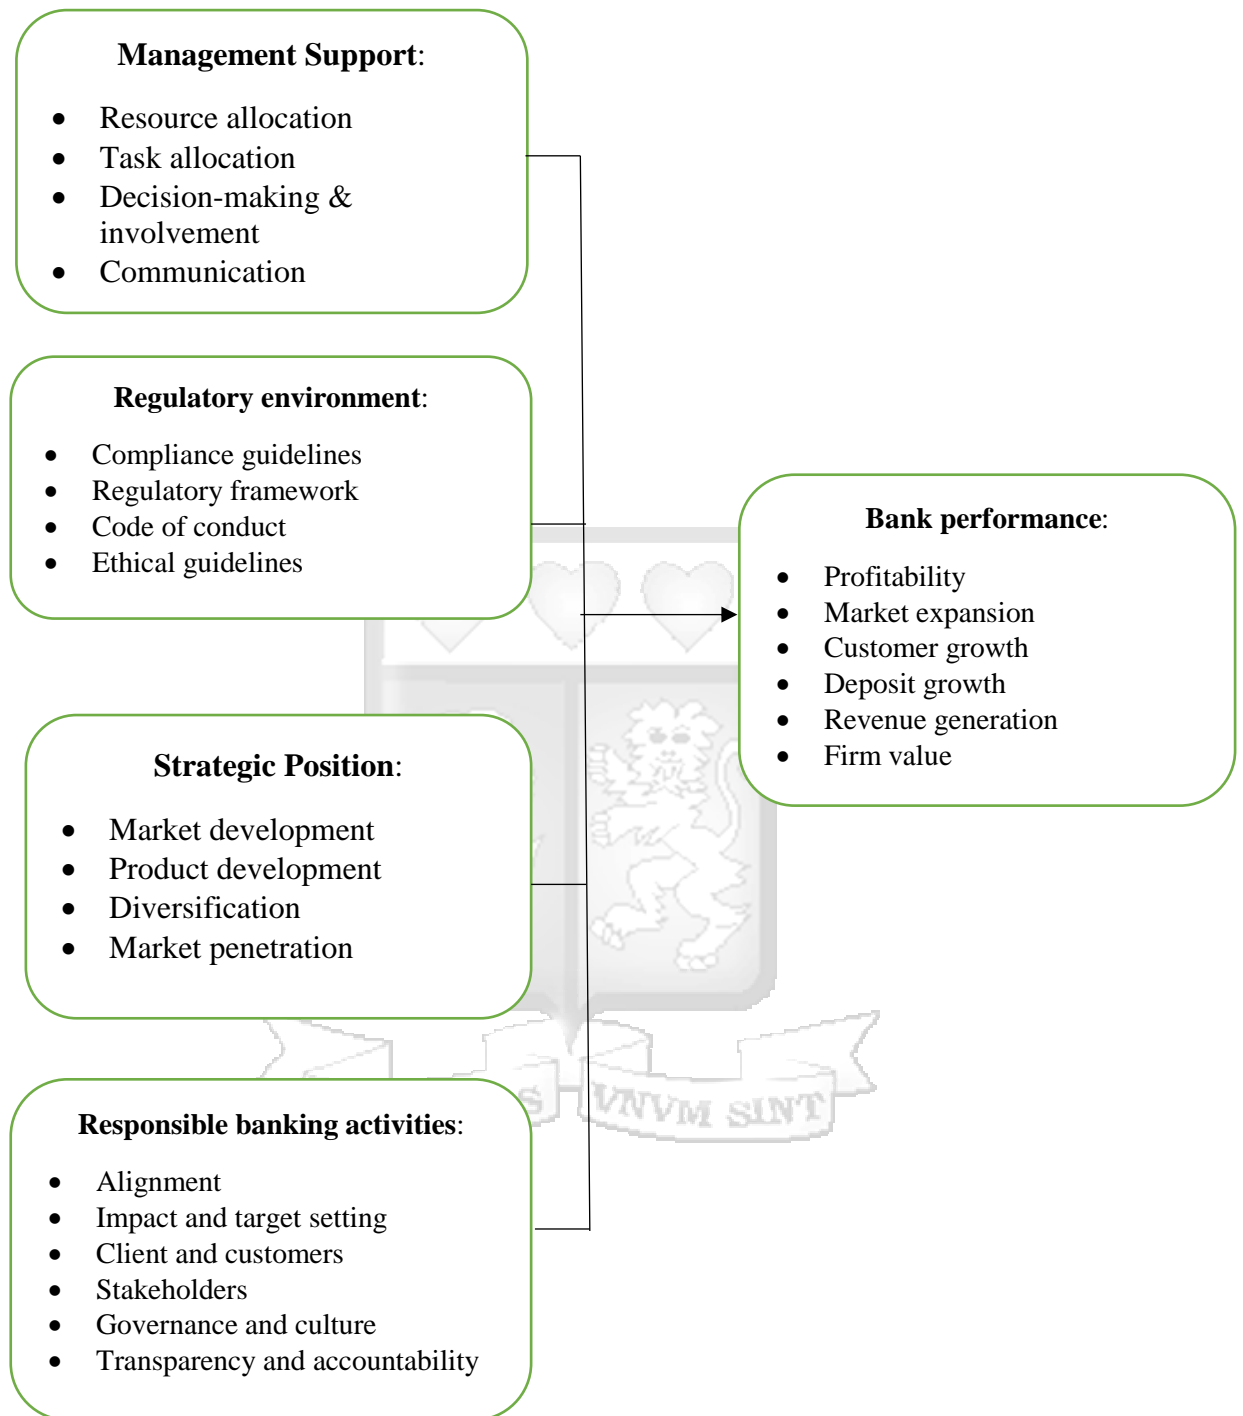 Management Support:
• Resource allocation
• Task allocation
• Decision-making &
involvement
• Communication
Regulatory environment:
• Compliance guidelines
• Regulatory framework
• Code of conduct
• Ethical guidelines
Bank performance:
• Profitability
• Market expansion
• Customer growth
• Deposit growth
• Revenue generation
• Firm value
Strategic Position:
• Market development
• Product development
• Diversification
• Market penetration
S VNVM SINT
Responsible banking activities:
• Alignment
• Impact and target setting
• Client and customers
• Stakeholders
• Governance and culture
• Transparency and accountability